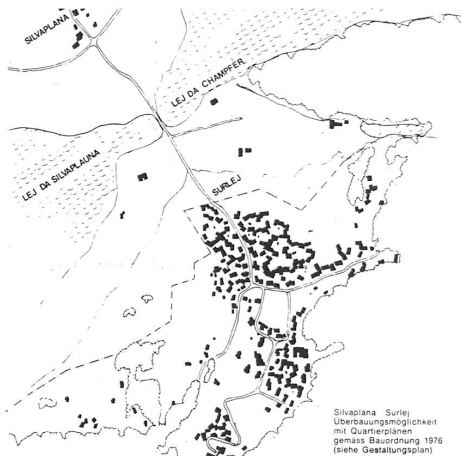 SILVAPLANA
LEJ DA CHAMPFER
LEJ DA SILVAPLAUNA
SURLEJ
Silvaplana Surlej
Überbauungsmöglichkeit
mit Quartierplänen
gemäss Bauordnung 1976
(siehe Gestaltungsplan)